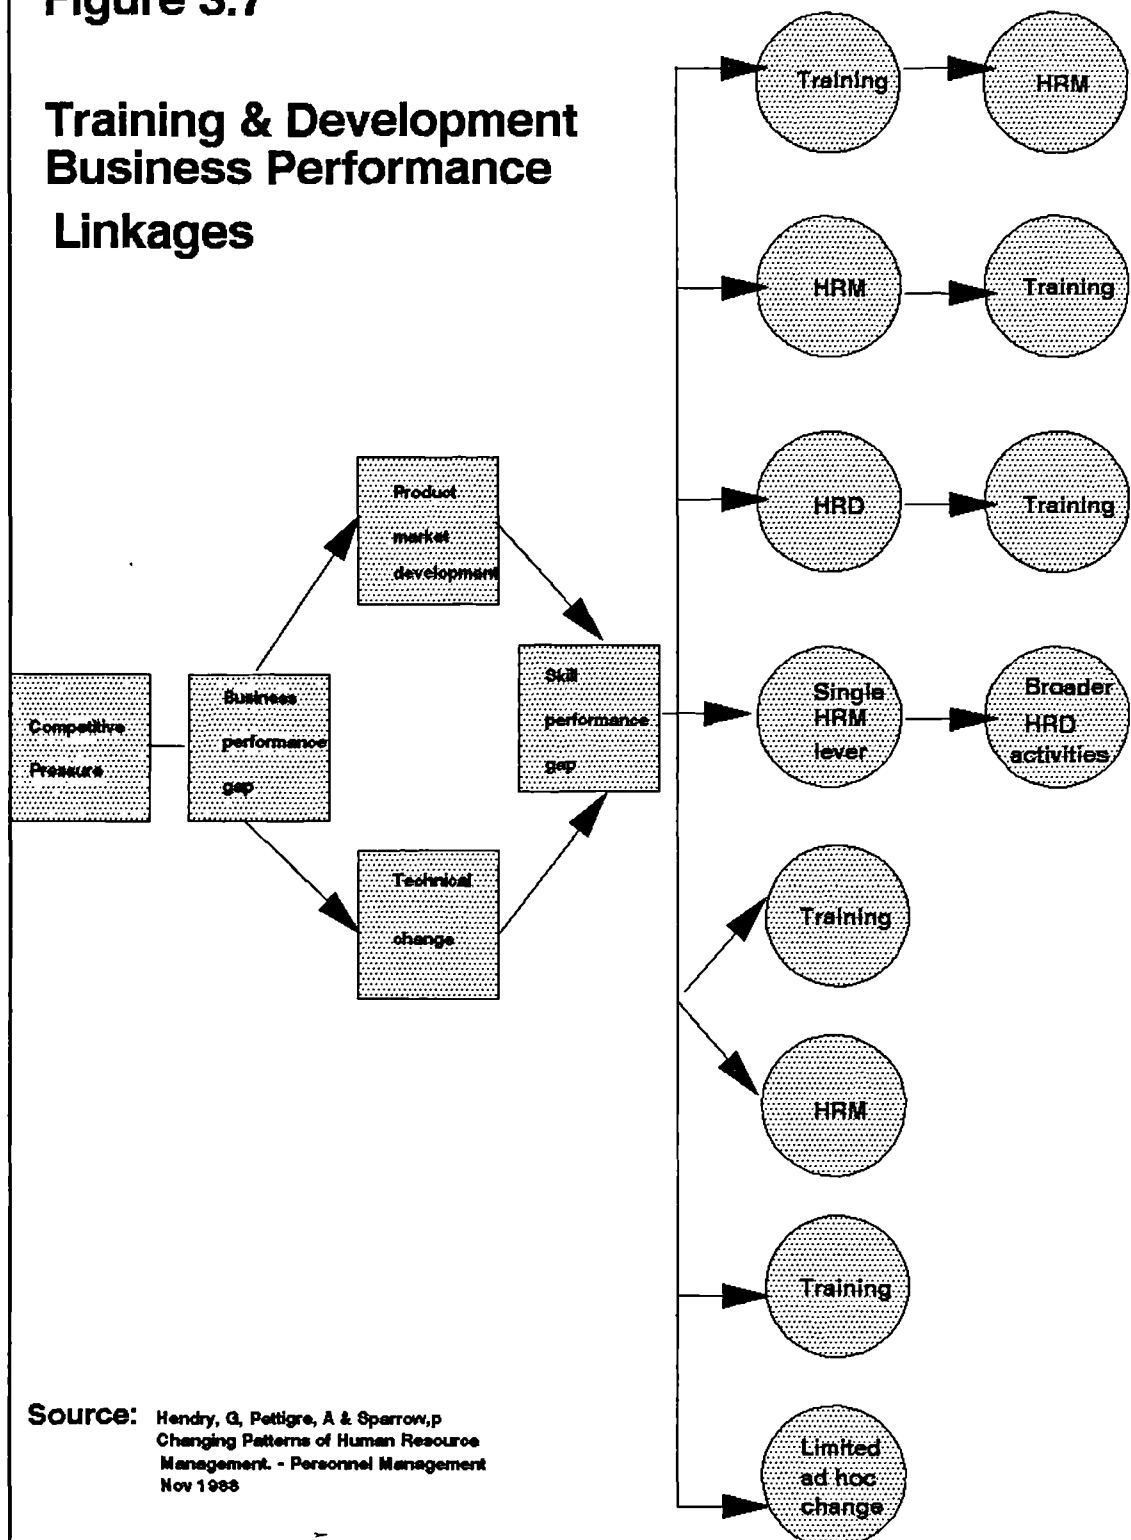 Figure 3.7
Training & Development
Business Performance
Linkages
Competitive
Pressure
Business
performance
gap
Product
market
development
Technical
change
Skill
performance
gap
Training
HRM
HRM
Training
HRD
Training
Single
HRM
lever
Broader
HRD
activities
Training
HRM
Training
Limited
ad hoc
change
Source:
Hendry, G, Pettigre, A & Sparrow,p
Changing Patterns of Human Resource
Management. - Personnel Management
Nov 1988